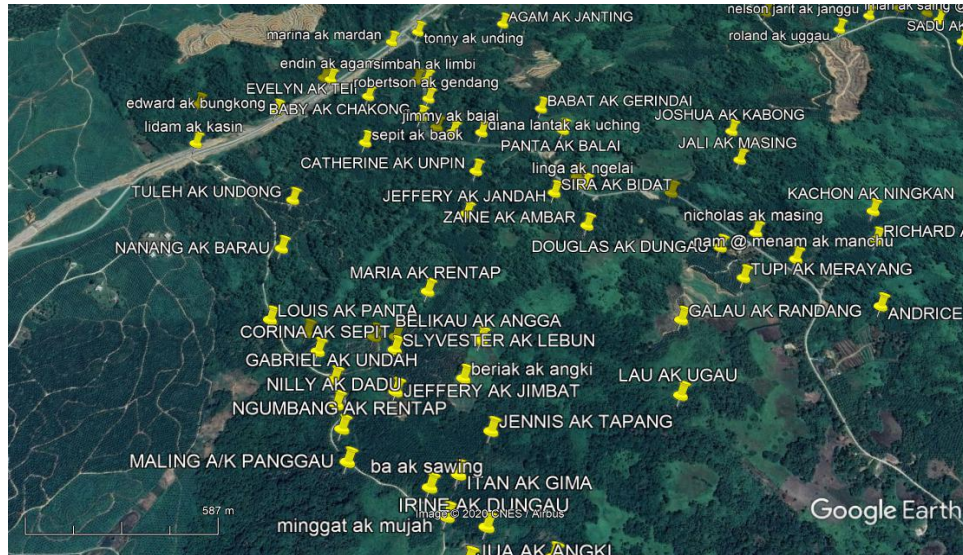 AGAM AK JANTING
nelson jarit ak janggu
iman ak saing @
marina ak mardan
tonny ak unding
roland ak uggau
SADU AK
endin ak agan
simbah ak limbi
EVELYN AK TEII
robertson ak gendang
edward ak bungkong
BABY AK CHAKONG
jimmy ak bajai
BABAT AK GERINDAI
JOSHUA AK KABONG
lidam ak kasin
sepit ak baok
diana lantak ak uching
PANTA AK BALAI
JALI AK MASING
CATHERINE AK UNPIN
linga ak ngelai
TULEH AK UNDONG
JEFFERY AK JANDAH
SIRA AK BIDAT
KACHON AK NINGKAN
ZAINE AK AMBAR
nicholas ak masing
NANANG AK BARAU
DOUGLAS AK DUNGAU
nam @ menam ak manchu
RICHARD A
MARIA AK RENTAP
TUPI AK MERAYANG
LOUIS AK PANTA
BELIKAU AK ANGGA
GALAU AK RANDANG
ANDRICE
CORINA AK SEPIT
SLYVESTER AK LEBUN
GABRIEL AK UNDAH
beriak ak angki
LAU AK UGAU
NILLY AK DADU
JEFFERY AK JIMBAT
NGUMBANG AK RENTAP
JENNIS AK TAPANG
MALING A/K PANGGAU
ba ak sawing
ITAN AK GIMA
IRINE AK DUNGAU
587 m
Image © 2020 CNES / Airbus
Google Earth
minggat ak mujah
JUA AK ANGKI